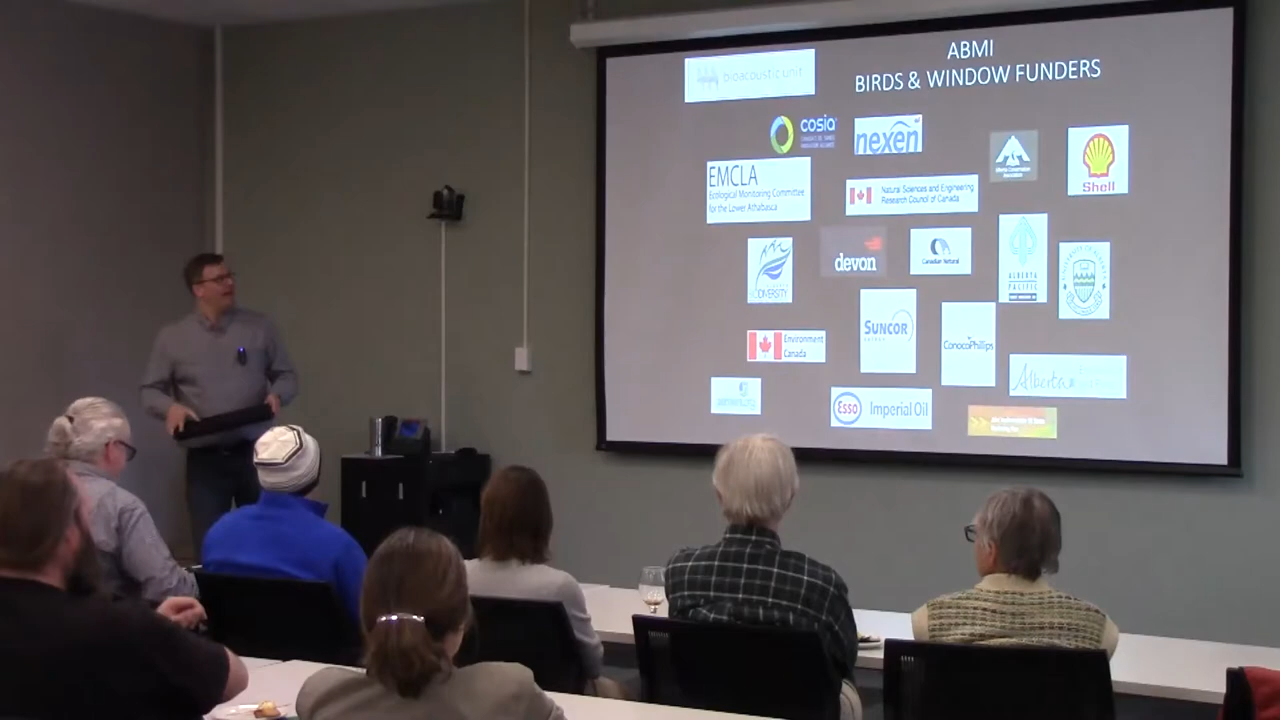 ABMI
BIRDS & WINDOW FUNDERS
bioacoustic unit
cosia
nexen
Shell
EMCLA
Ecological Monitoring Committee
for the Lower Athabasca
Natural Sciences and Engineering
Research Council of Canada
devon
Canadian Natural
ALBERTA
PACIFIC
BIODIVERSITY
SUNCOR
ConocoPhillips
Environment
Canada
Alberta
Esso Imperial Oil